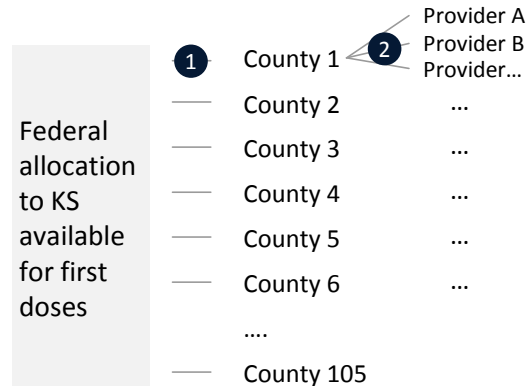 Provider A
1 County 1 2 Provider B
Provider…
County 2 …
Federal
allocation
to KS
available
for first
doses
County 3 …
County 4 …
County 5 …
County 6 …
….
County 105